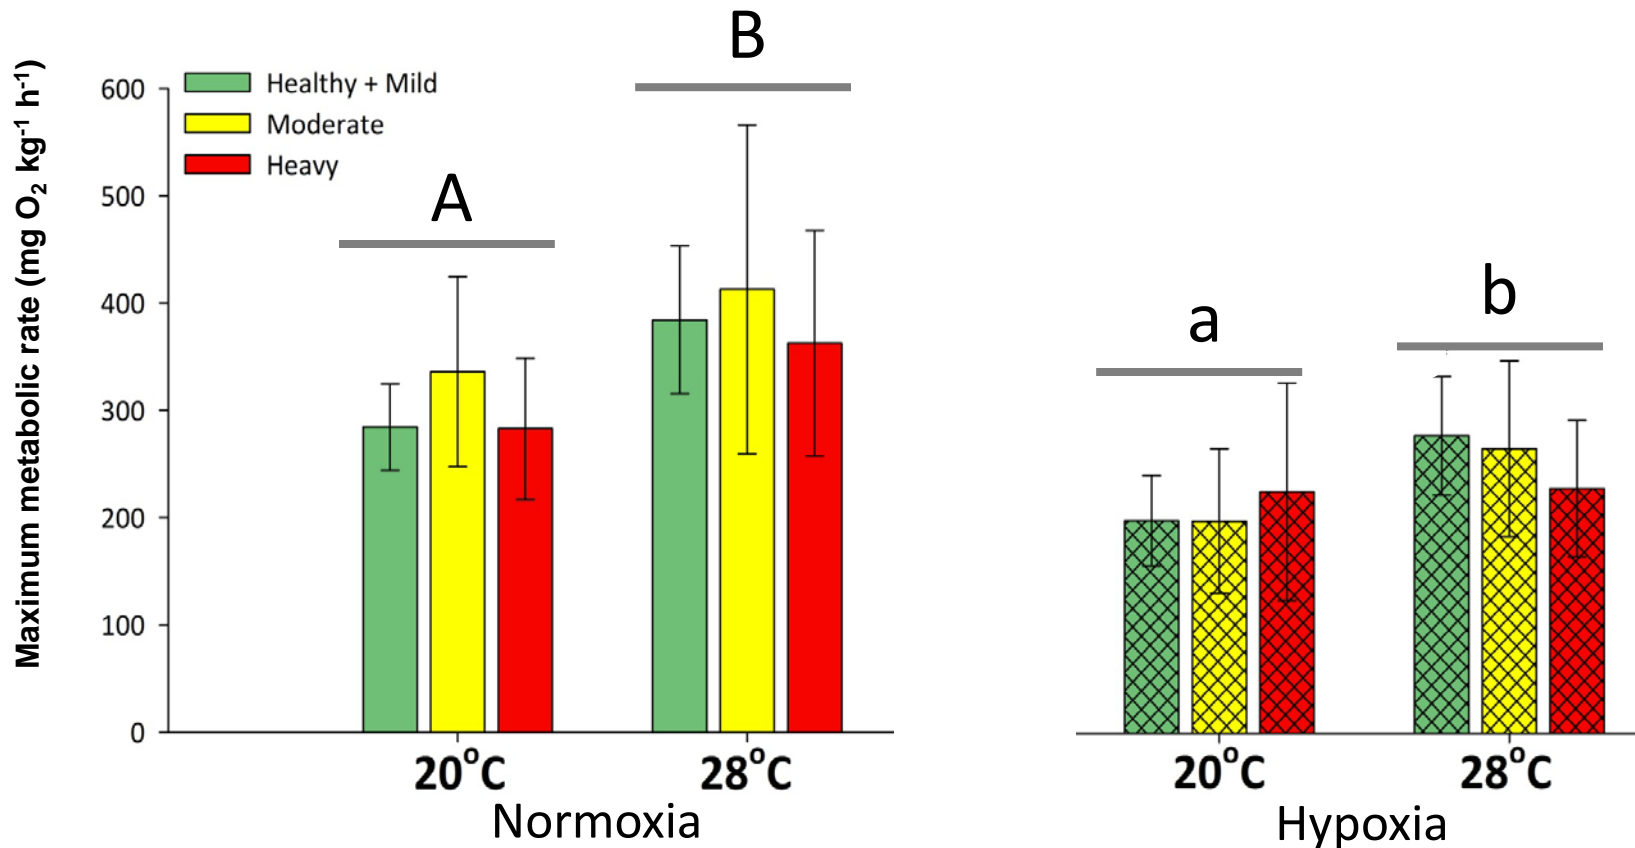 B
600
Healthy + Mild
Moderate
500
Heavy
A
400
300
200
100
0
Maximum metabolic rate (mg O₂ kg⁻¹ h⁻¹)
20°C
28°C
Normoxia
a
b
20°C
28°C
Hypoxia